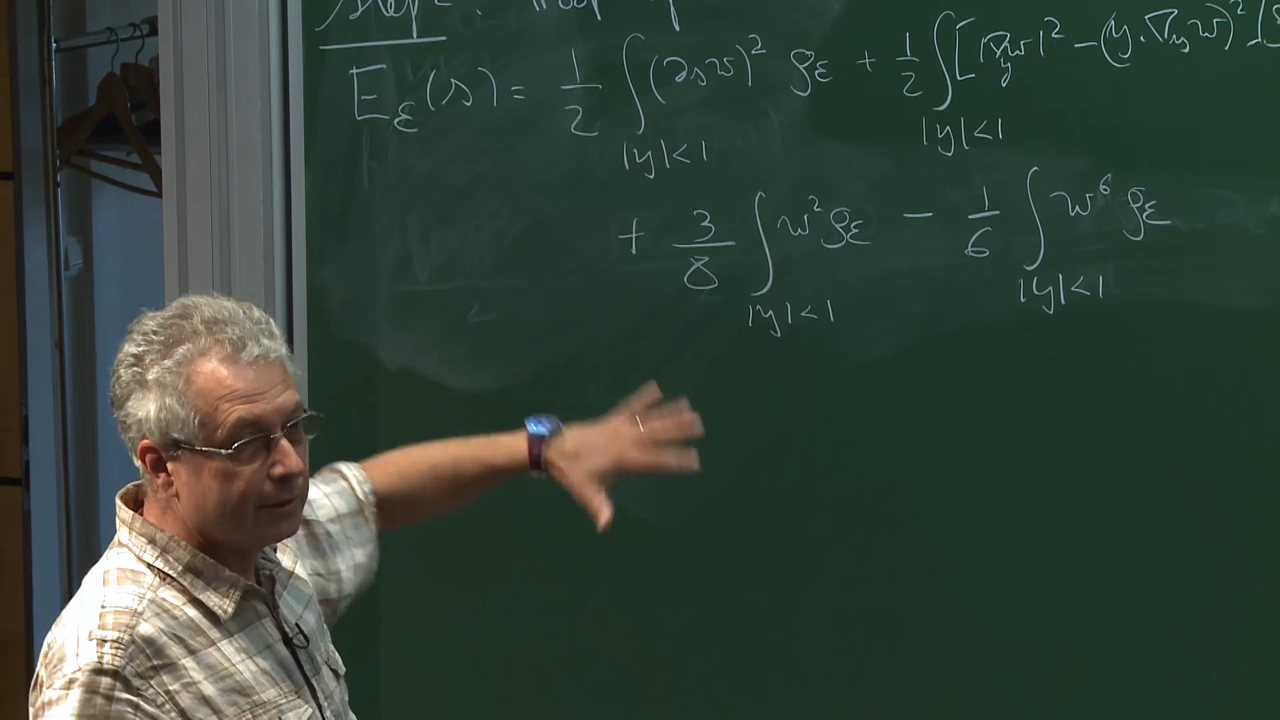 Step
E_ε(s) = 1/2 ∫_{|y|<1} (∂_s w)² ρ_ε + 1/2 ∫_{|y|<1} [|∇_y w|² − (y.∇_y w)²]
+ 3/8 ∫_{|y|<1} w² ρ_ε − 1/6 ∫_{|y|<1} w⁶ ρ_ε